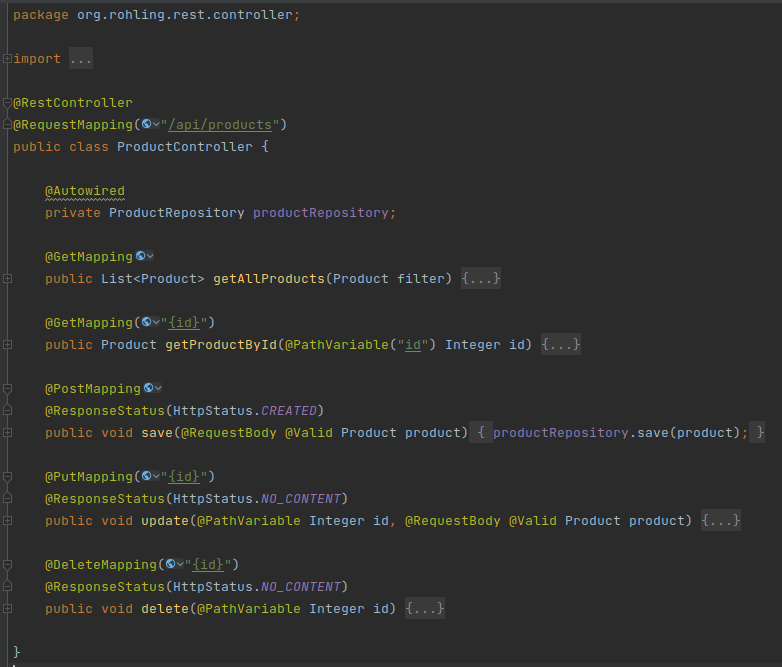 package org.rohling.rest.controller;
import ...
@RestController
@RequestMapping("/api/products")
public class ProductController {
@Autowired
private ProductRepository productRepository;
@GetMapping
public List<Product> getAllProducts(Product filter) {...}
@GetMapping("{id}")
public Product getProductById(@PathVariable("id") Integer id) {...}
@PostMapping
@ResponseStatus(HttpStatus.CREATED)
public void save(@RequestBody @Valid Product product) { productRepository.save(product); }
@PutMapping("{id}")
@ResponseStatus(HttpStatus.NO_CONTENT)
public void update(@PathVariable Integer id, @RequestBody @Valid Product product) {...}
@DeleteMapping("{id}")
@ResponseStatus(HttpStatus.NO_CONTENT)
public void delete(@PathVariable Integer id) {...}
}